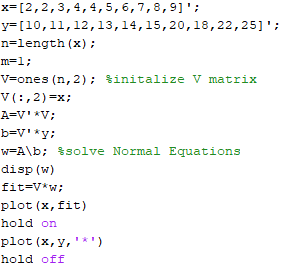 x=[2,2,3,4,4,5,6,7,8,9]';
y=[10,11,12,13,14,15,20,18,22,25]';
n=length(x);
m=1;
V=ones(n,2); %initalize V matrix
V(:,2)=x;
A=V'*V;
b=V'*y;
w=A\b; %solve Normal Equations
disp(w)
fit=V*w;
plot(x,fit)
hold on
plot(x,y,'*')
hold off